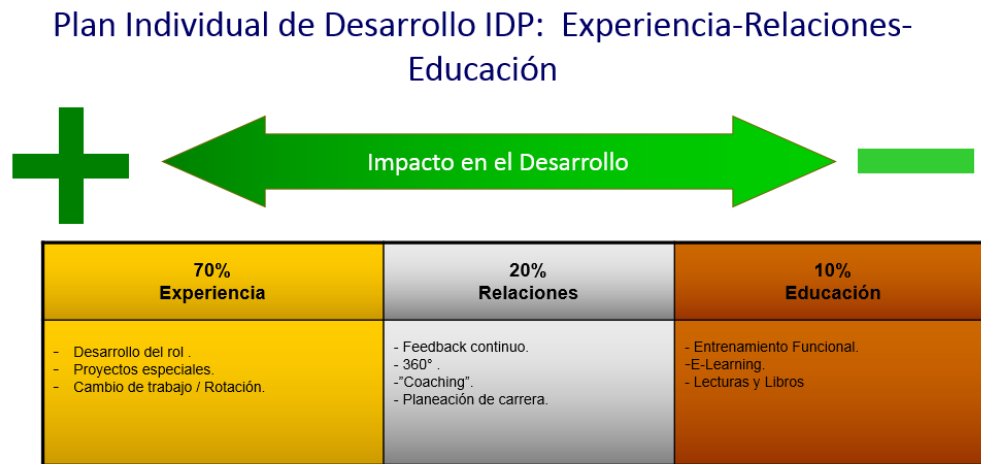 Plan Individual de Desarrollo IDP:  Experiencia-Relaciones-
Educación
Impacto en el Desarrollo
70%
Experiencia
20%
Relaciones
10%
Educación
- Desarrollo del rol .
- Proyectos especiales.
- Cambio de trabajo / Rotación.
- Feedback continuo.
- 360° .
-”Coaching”.
- Planeación de carrera.
- Entrenamiento Funcional.
-E-Learning.
- Lecturas y Libros